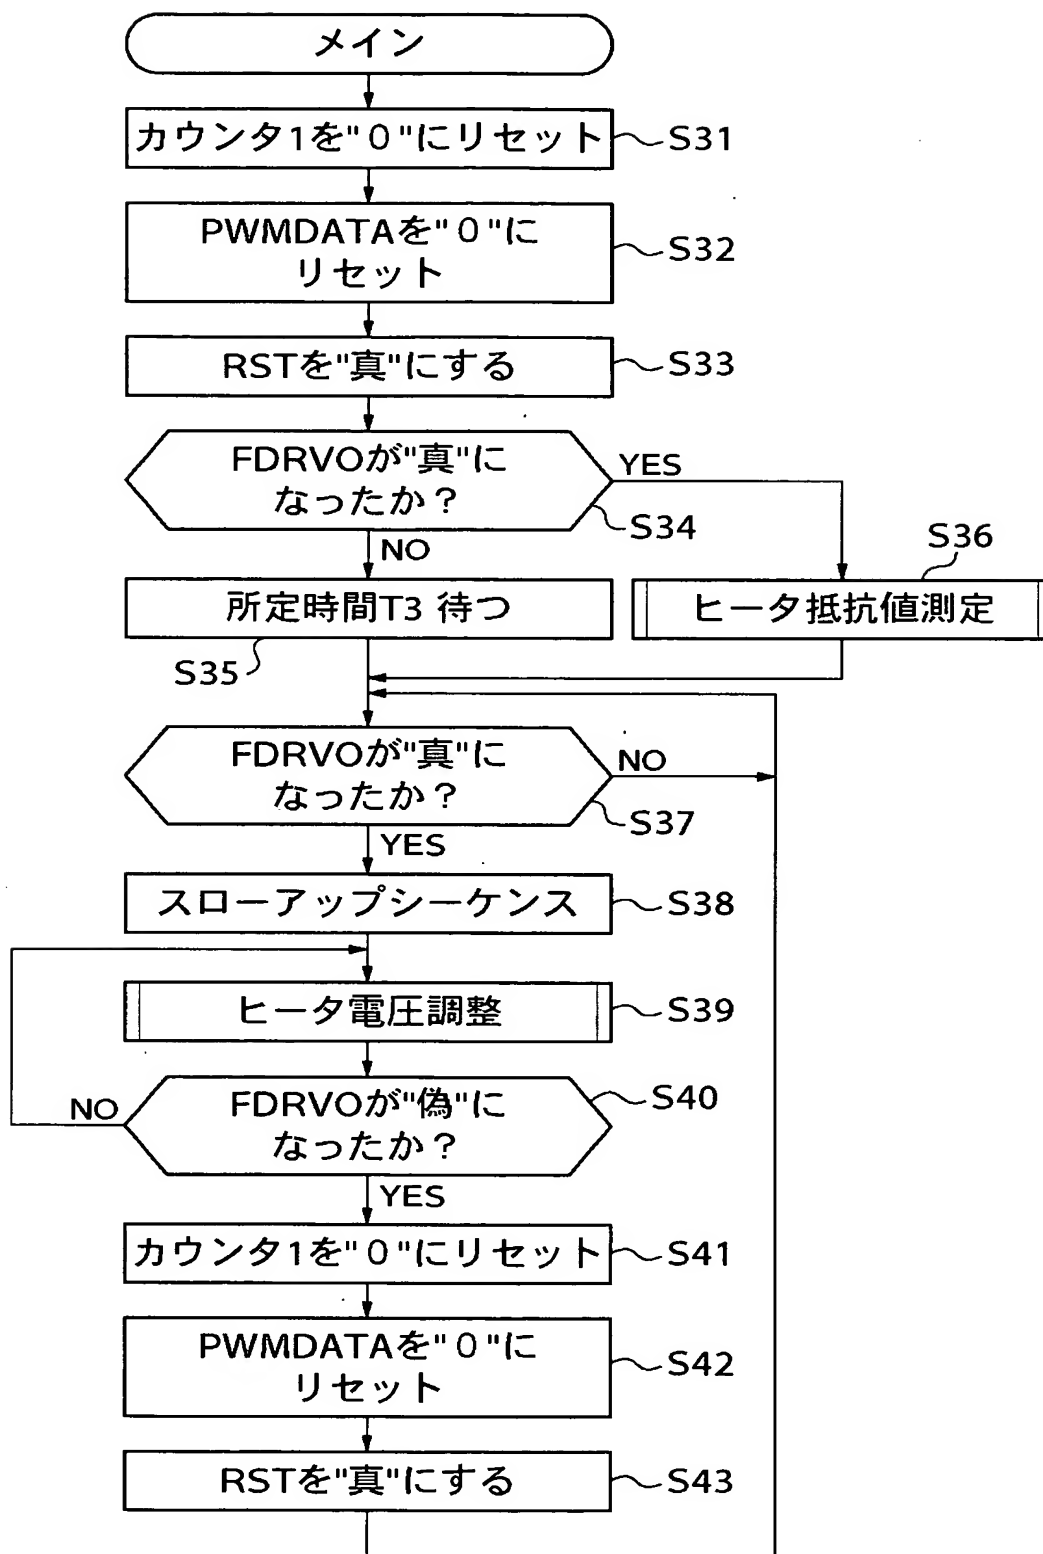 メイン
カウンタ1を"0"にリセット
S31
PWMDATAを"0"に
リセット
S32
RSTを"真"にする
S33
FDRVOが"真"に
なったか?
YES
S34
NO
S36
所定時間T3 待つ
ヒータ抵抗値測定
S35
FDRVOが"真"に
なったか?
NO
S37
YES
スローアップシーケンス
S38
ヒータ電圧調整
S39
FDRVOが"偽"に
なったか?
S40
NO
YES
カウンタ1を"0"にリセット
S41
PWMDATAを"0"に
リセット
S42
RSTを"真"にする
S43